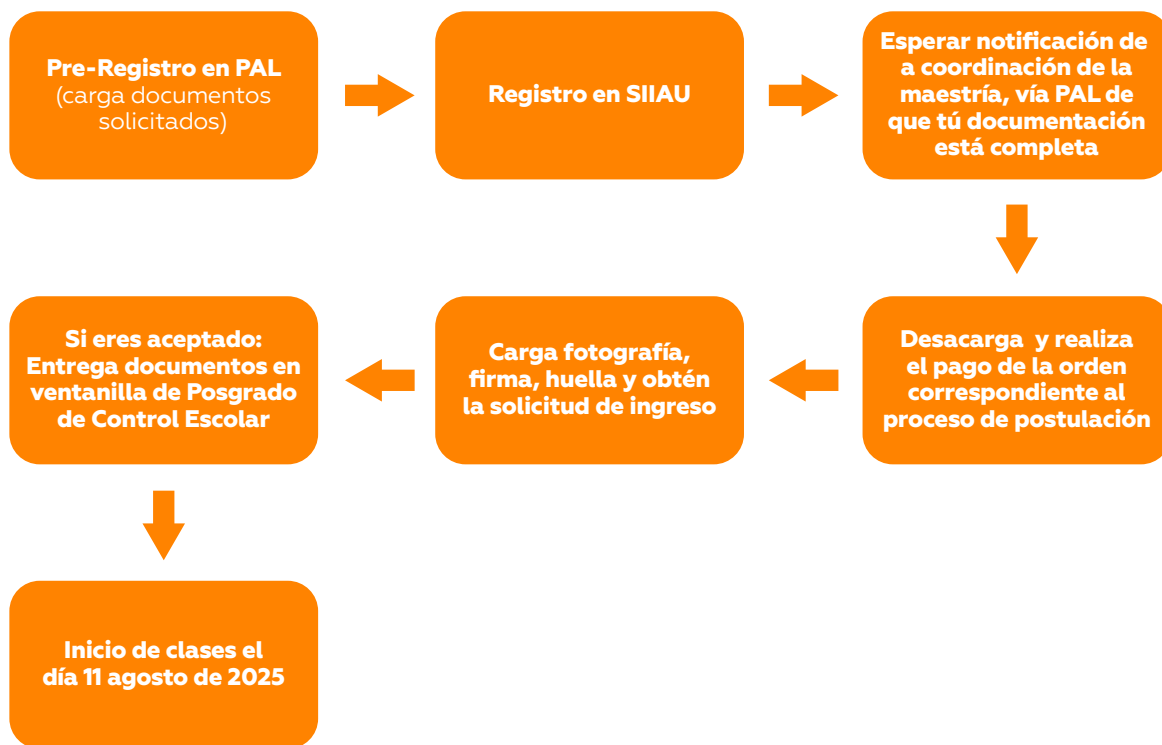 Pre-Registro en PAL
(carga documentos
solicitados)
Registro en SIIAU
Esperar notificación de
a coordinación de la
maestría, vía PAL de
que tú documentación
está completa
Desacarga y realiza
el pago de la orden
correspondiente al
proceso de postulación
Carga fotografía,
firma, huella y obtén
la solicitud de ingreso
Si eres aceptado:
Entrega documentos en
ventanilla de Posgrado
de Control Escolar
Inicio de clases el
día 11 agosto de 2025